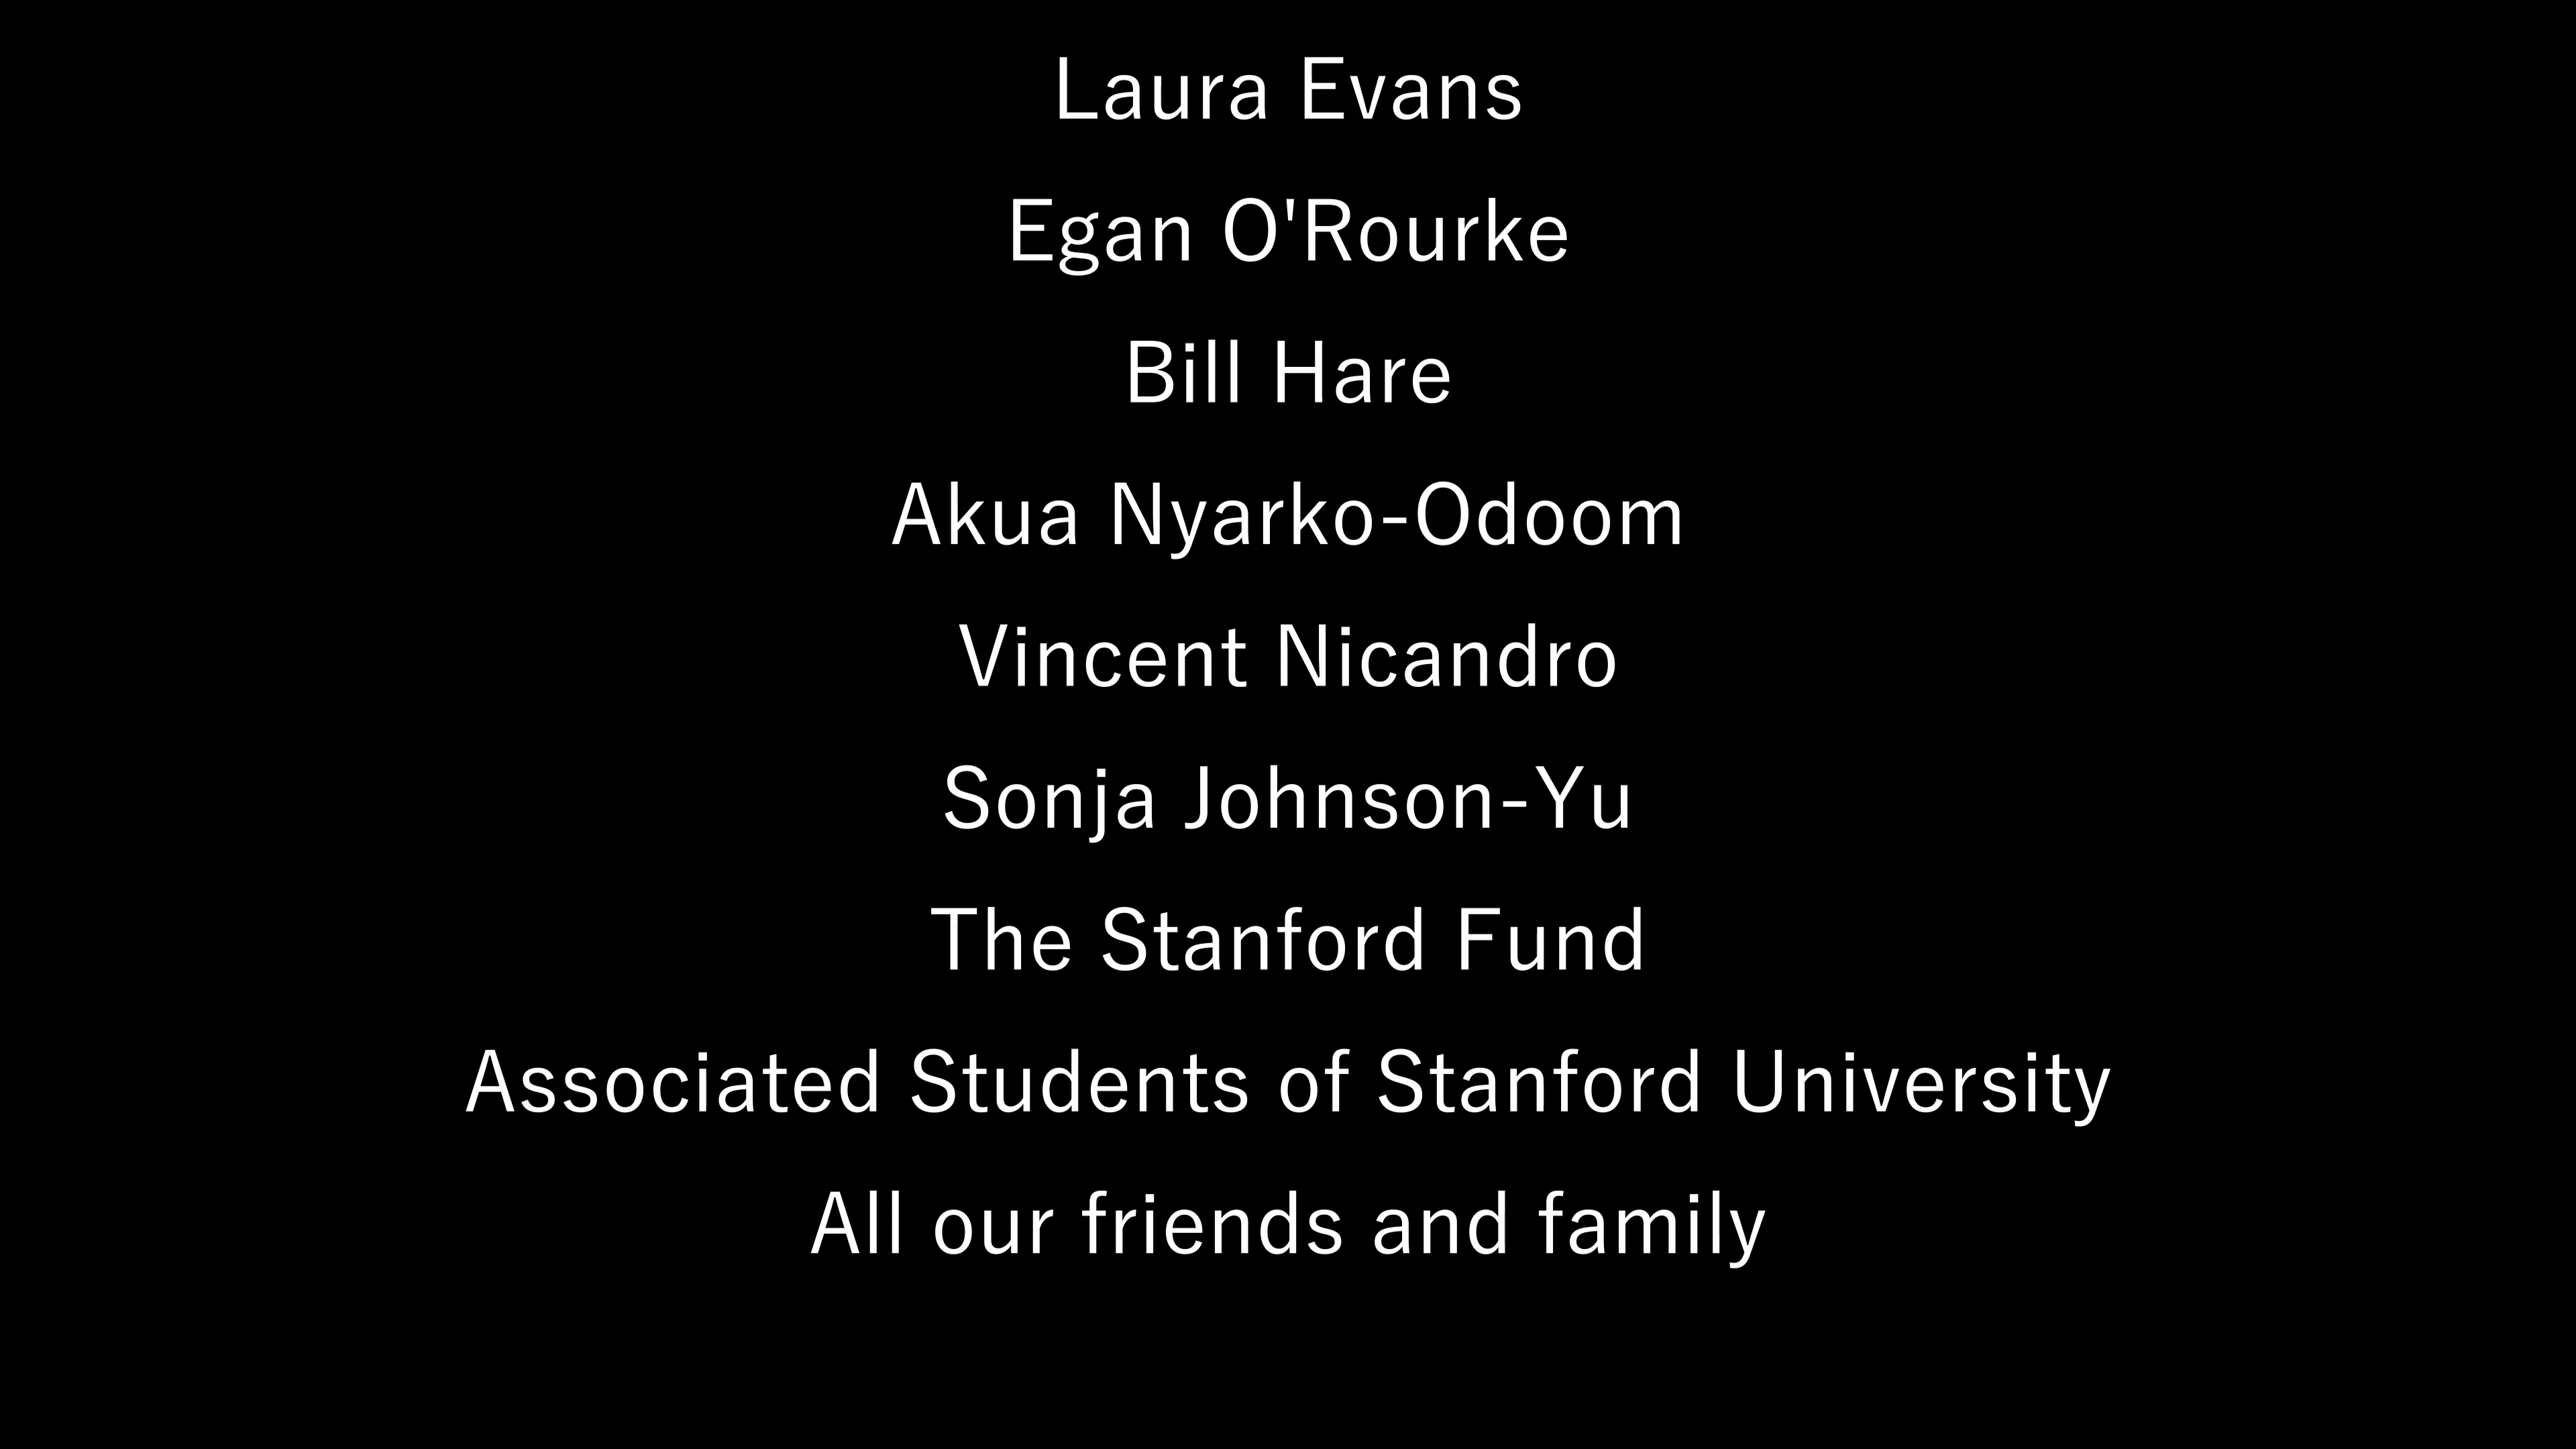 Laura Evans
Egan O'Rourke
Bill Hare
Akua Nyarko-Odoom
Vincent Nicandro
Sonja Johnson-Yu
The Stanford Fund
Associated Students of Stanford University
All our friends and family